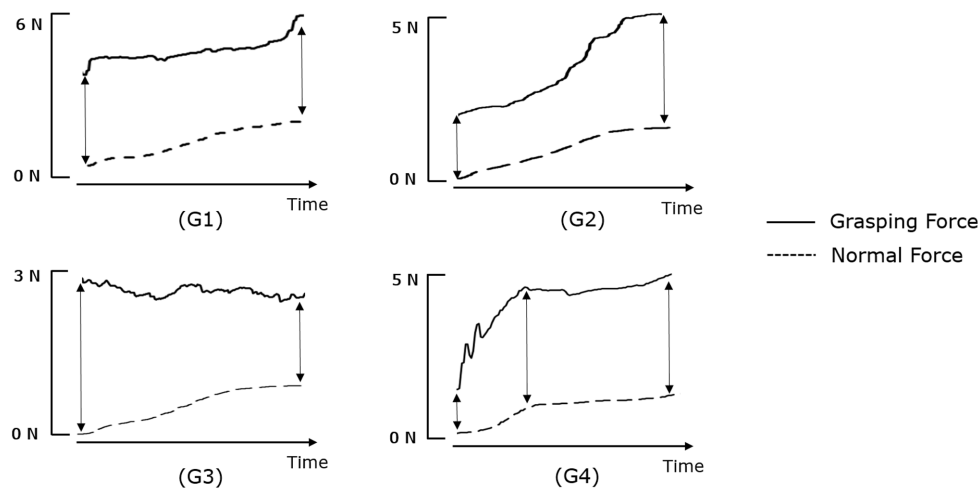 6 N
0 N
Time
(G1)
5 N
0 N
Time
(G2)
Grasping Force
Normal Force
3 N
0 N
Time
(G3)
5 N
0 N
Time
(G4)